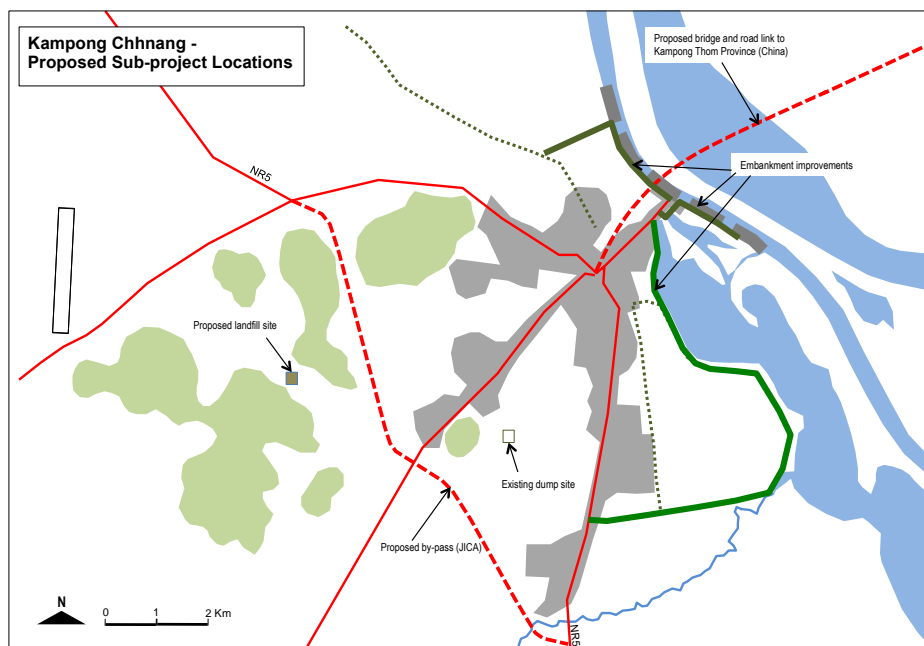 Kampong Chhnang -
Proposed Sub-project Locations
Proposed bridge and road link to
Kampong Thom Province (China)
NR5
Embankment improvements
Proposed landfill site
Existing dump site
Proposed by-pass (JICA)
N
0 1 2 Km
NR5